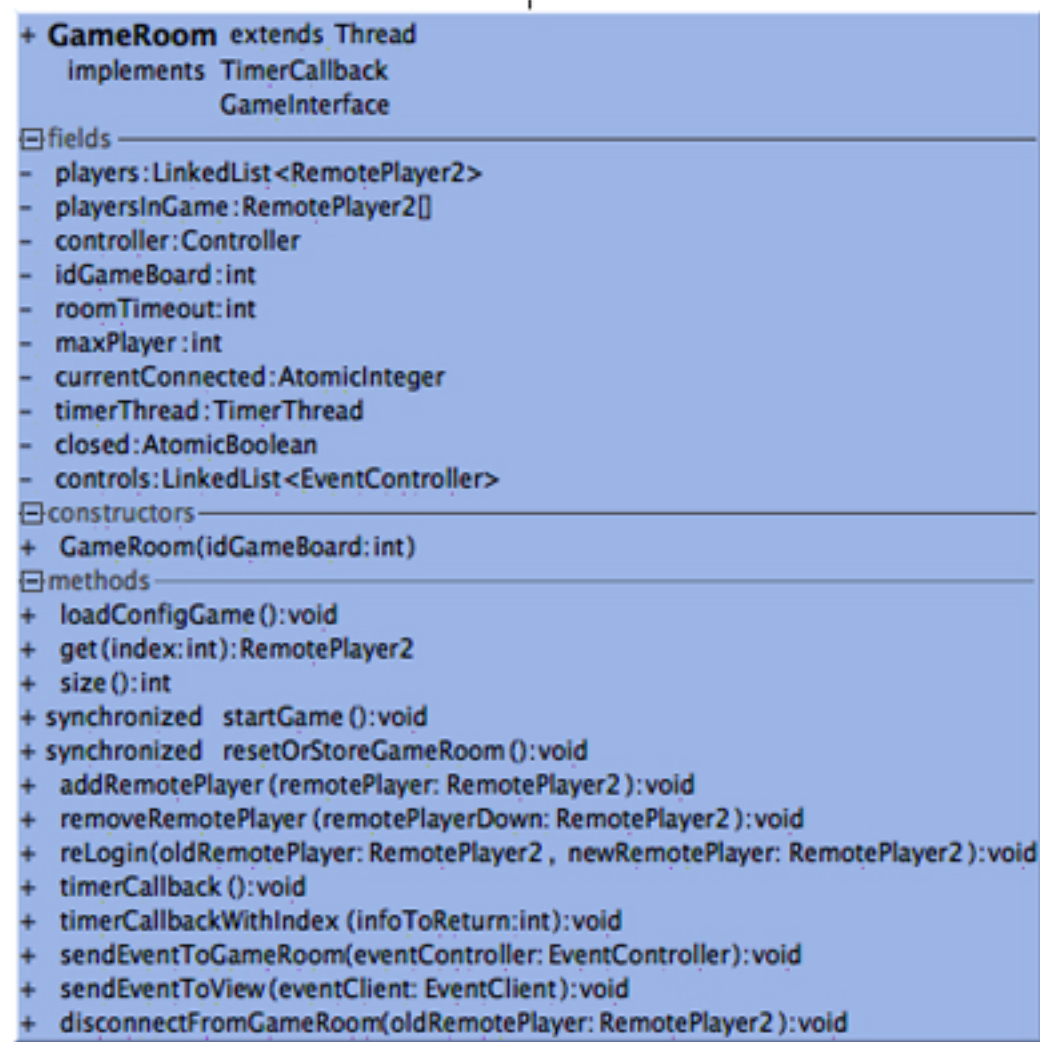 + GameRoom extends Thread
implements TimerCallback
GameInterface
fields
- players:LinkedList<RemotePlayer2>
- playersInGame:RemotePlayer2[]
- controller:Controller
- idGameBoard:int
- roomTimeout:int
- maxPlayer:int
- currentConnected:AtomicInteger
- timerThread:TimerThread
- closed:AtomicBoolean
- controls:LinkedList<EventController>
constructors
+ GameRoom(idGameBoard:int)
methods
+ loadConfigGame():void
+ get(index:int):RemotePlayer2
+ size():int
+ synchronized startGame():void
+ synchronized resetOrStoreGameRoom():void
+ addRemotePlayer(remotePlayer: RemotePlayer2):void
+ removeRemotePlayer(remotePlayerDown: RemotePlayer2):void
+ reLogin(oldRemotePlayer: RemotePlayer2, newRemotePlayer: RemotePlayer2):void
+ timerCallback():void
+ timerCallbackWithIndex(infoToReturn:int):void
+ sendEventToGameRoom(eventController: EventController):void
+ sendEventToView(eventClient: EventClient):void
+ disconnectFromGameRoom(oldRemotePlayer: RemotePlayer2):void